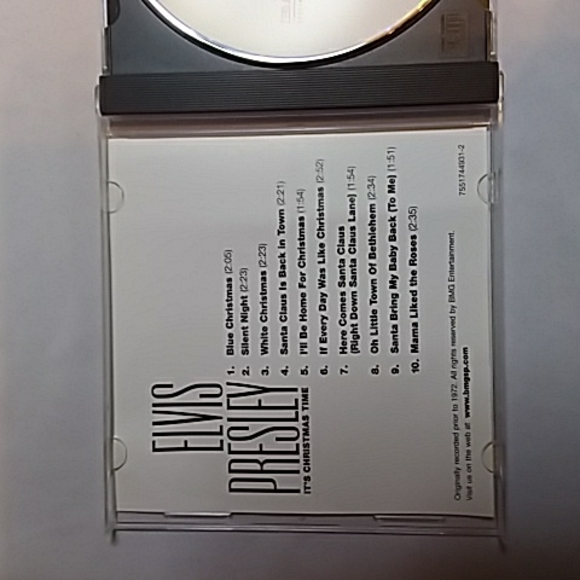 ELVIS
PRESLEY
IT'S CHRISTMAS TIME
1. Blue Christmas (2:05)
2. Silent Night (2:23)
3. White Christmas (2:23)
4. Santa Claus Is Back In Town (2:21)
5. I'll Be Home For Christmas (1:54)
6. If Every Day Was Like Christmas (2:52)
7. Here Comes Santa Claus
(Right Down Santa Claus Lane) (1:54)
8. Oh Little Town Of Bethlehem (2:34)
9. Santa Bring My Baby Back (To Me) (1:51)
10. Mama Liked the Roses (2:35)
Originally recorded prior to 1972. All rights reserved by BMG Entertainment.
Visit us on the web at www.bmgsp.com
7551744931-2